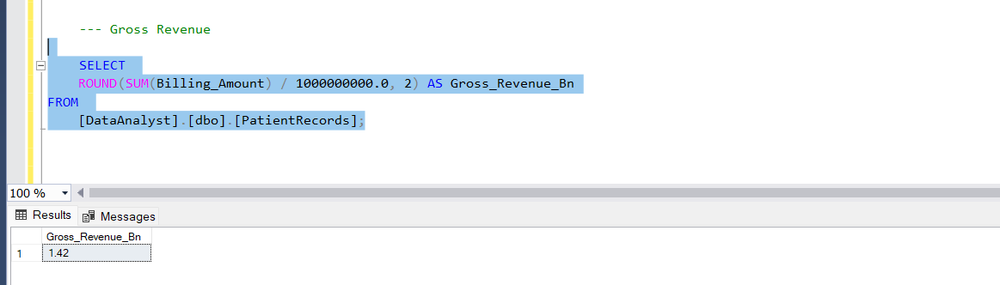 --- Gross Revenue
SELECT
ROUND(SUM(Billing_Amount) / 1000000000.0, 2) AS Gross_Revenue_Bn
FROM
[DataAnalyst].[dbo].[PatientRecords];
100 %
Results Messages
Gross_Revenue_Bn
1 1.42